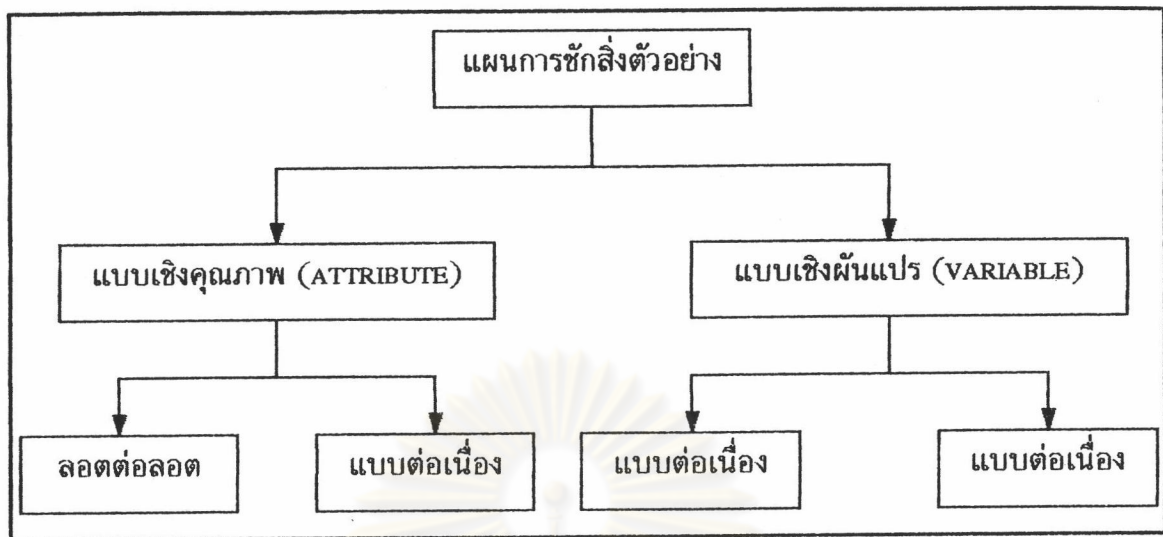 แผนการชักสิ่งตัวอย่าง
แบบเชิงคุณภาพ (ATTRIBUTE)
แบบเชิงผันแปร (VARIABLE)
ลอตต่อลอต
แบบต่อเนื่อง
แบบต่อเนื่อง
แบบต่อเนื่อง